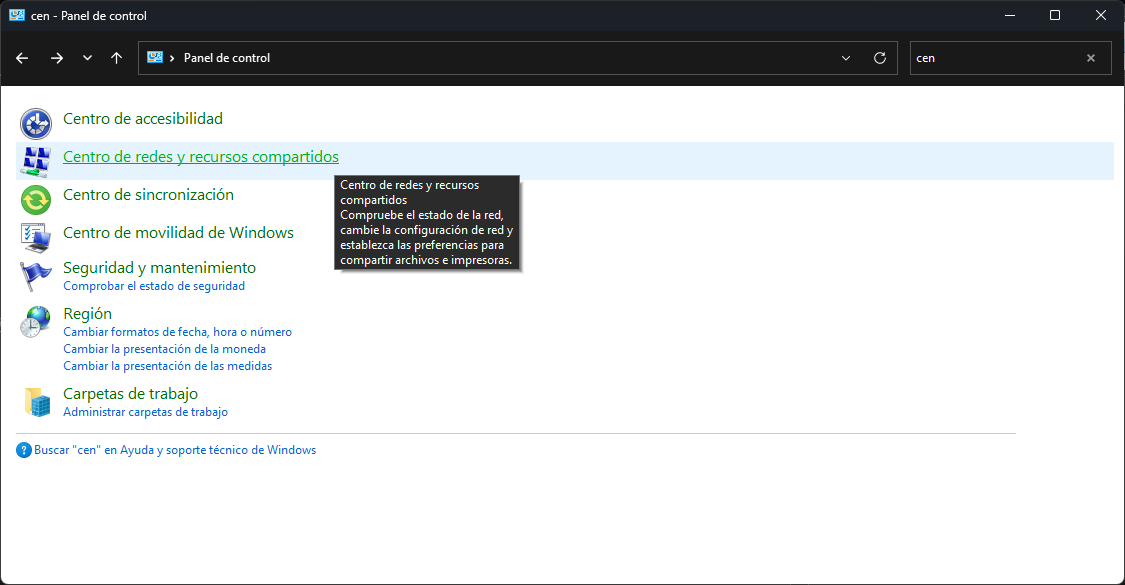 cen - Panel de control
Panel de control
cen
Centro de accesibilidad
Centro de redes y recursos compartidos
Centro de redes y recursos
compartidos
Compruebe el estado de la red,
cambie la configuración de red y
establezca las preferencias para
compartir archivos e impresoras.
Centro de sincronización
Centro de movilidad de Windows
Seguridad y mantenimiento
Comprobar el estado de seguridad
Región
Cambiar formatos de fecha, hora o número
Cambiar la presentación de la moneda
Cambiar la presentación de las medidas
Carpetas de trabajo
Administrar carpetas de trabajo
Buscar "cen" en Ayuda y soporte técnico de Windows